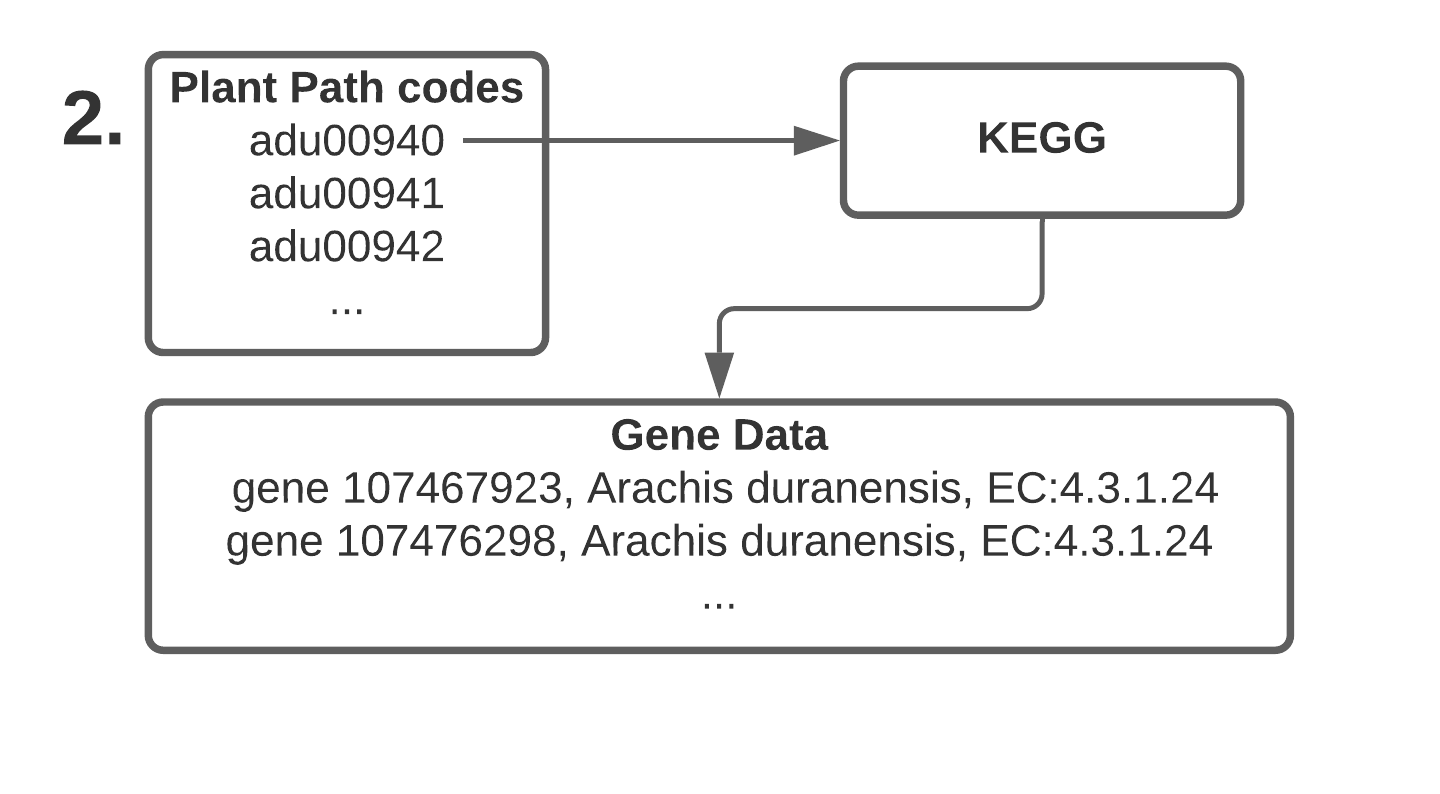 2.
Plant Path codes
adu00940
adu00941
adu00942
...
KEGG
Gene Data
gene 107467923, Arachis duranensis, EC:4.3.1.24
gene 107476298, Arachis duranensis, EC:4.3.1.24
...